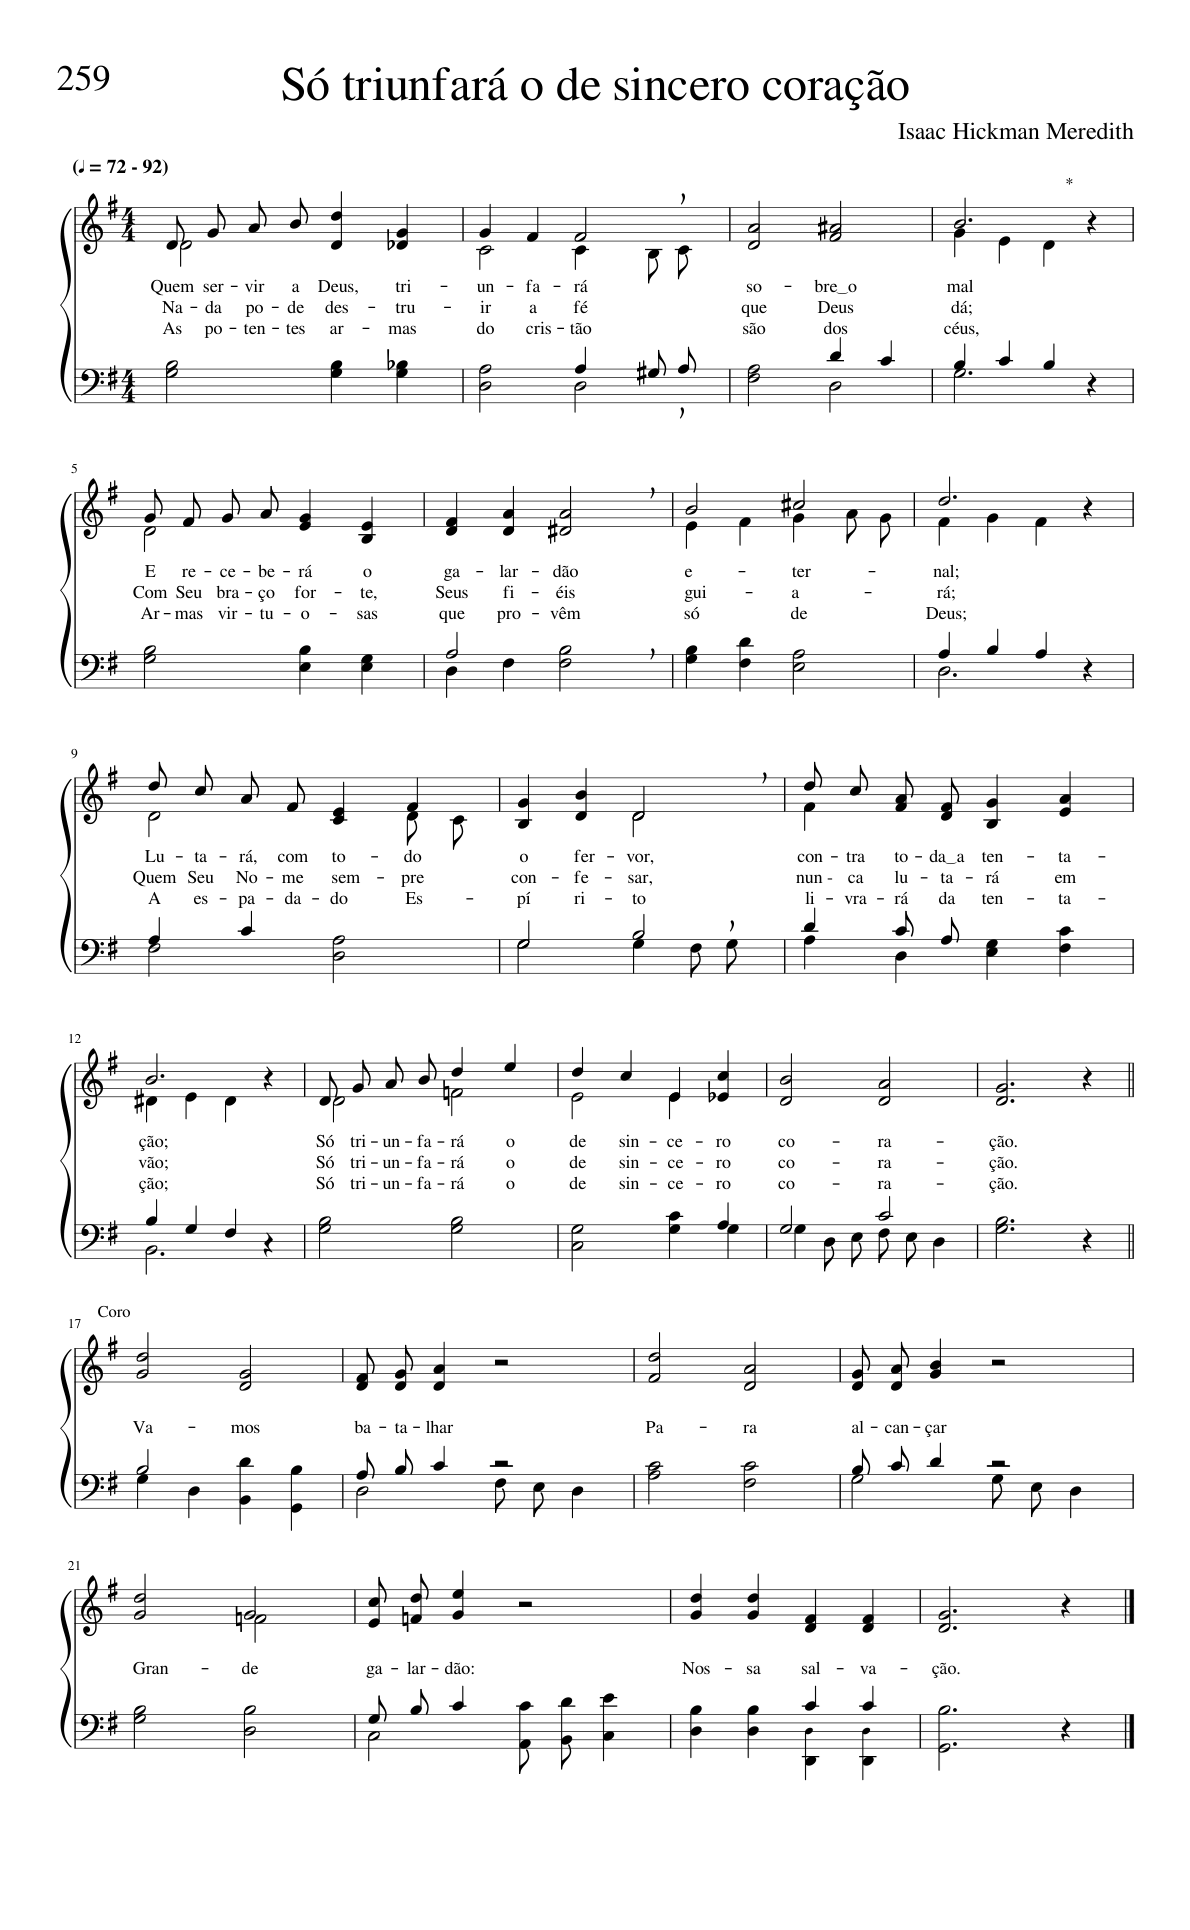 259
Só triunfará o de sincero coração
Isaac Hickman Meredith
(♩ = 72 - 92)
*
Quem ser - vir a Deus, tri - un - fa - rá so - bre_o mal
Na - da po - de des - tru - ir a fé que Deus dá;
As po - ten - tes ar - mas do cris - tão são dos céus,
5
E re - ce - be - rá o ga - lar - dão e - ter - nal;
Com Seu bra - ço for - te, Seus fi - éis gui - a - rá;
Ar - mas vir - tu - o - sas que pro - vêm só de Deus;
9
Lu - ta - rá, com to - do o fer - vor, con - tra to - da_a ten - ta -
Quem Seu No - me sem - pre con - fe - sar, nun - ca lu - ta - rá em
A es - pa - da - do Es - pí ri - to li - vra - rá da ten - ta -
12
ção; Só tri - un - fa - rá o de sin - ce - ro co - ra - ção.
vão; Só tri - un - fa - rá o de sin - ce - ro co - ra - ção.
ção; Só tri - un - fa - rá o de sin - ce - ro co - ra - ção.
Coro
17
Va - mos ba - ta - lhar Pa - ra al - can - çar
21
Gran - de ga - lar - dão: Nos - sa sal - va - ção.